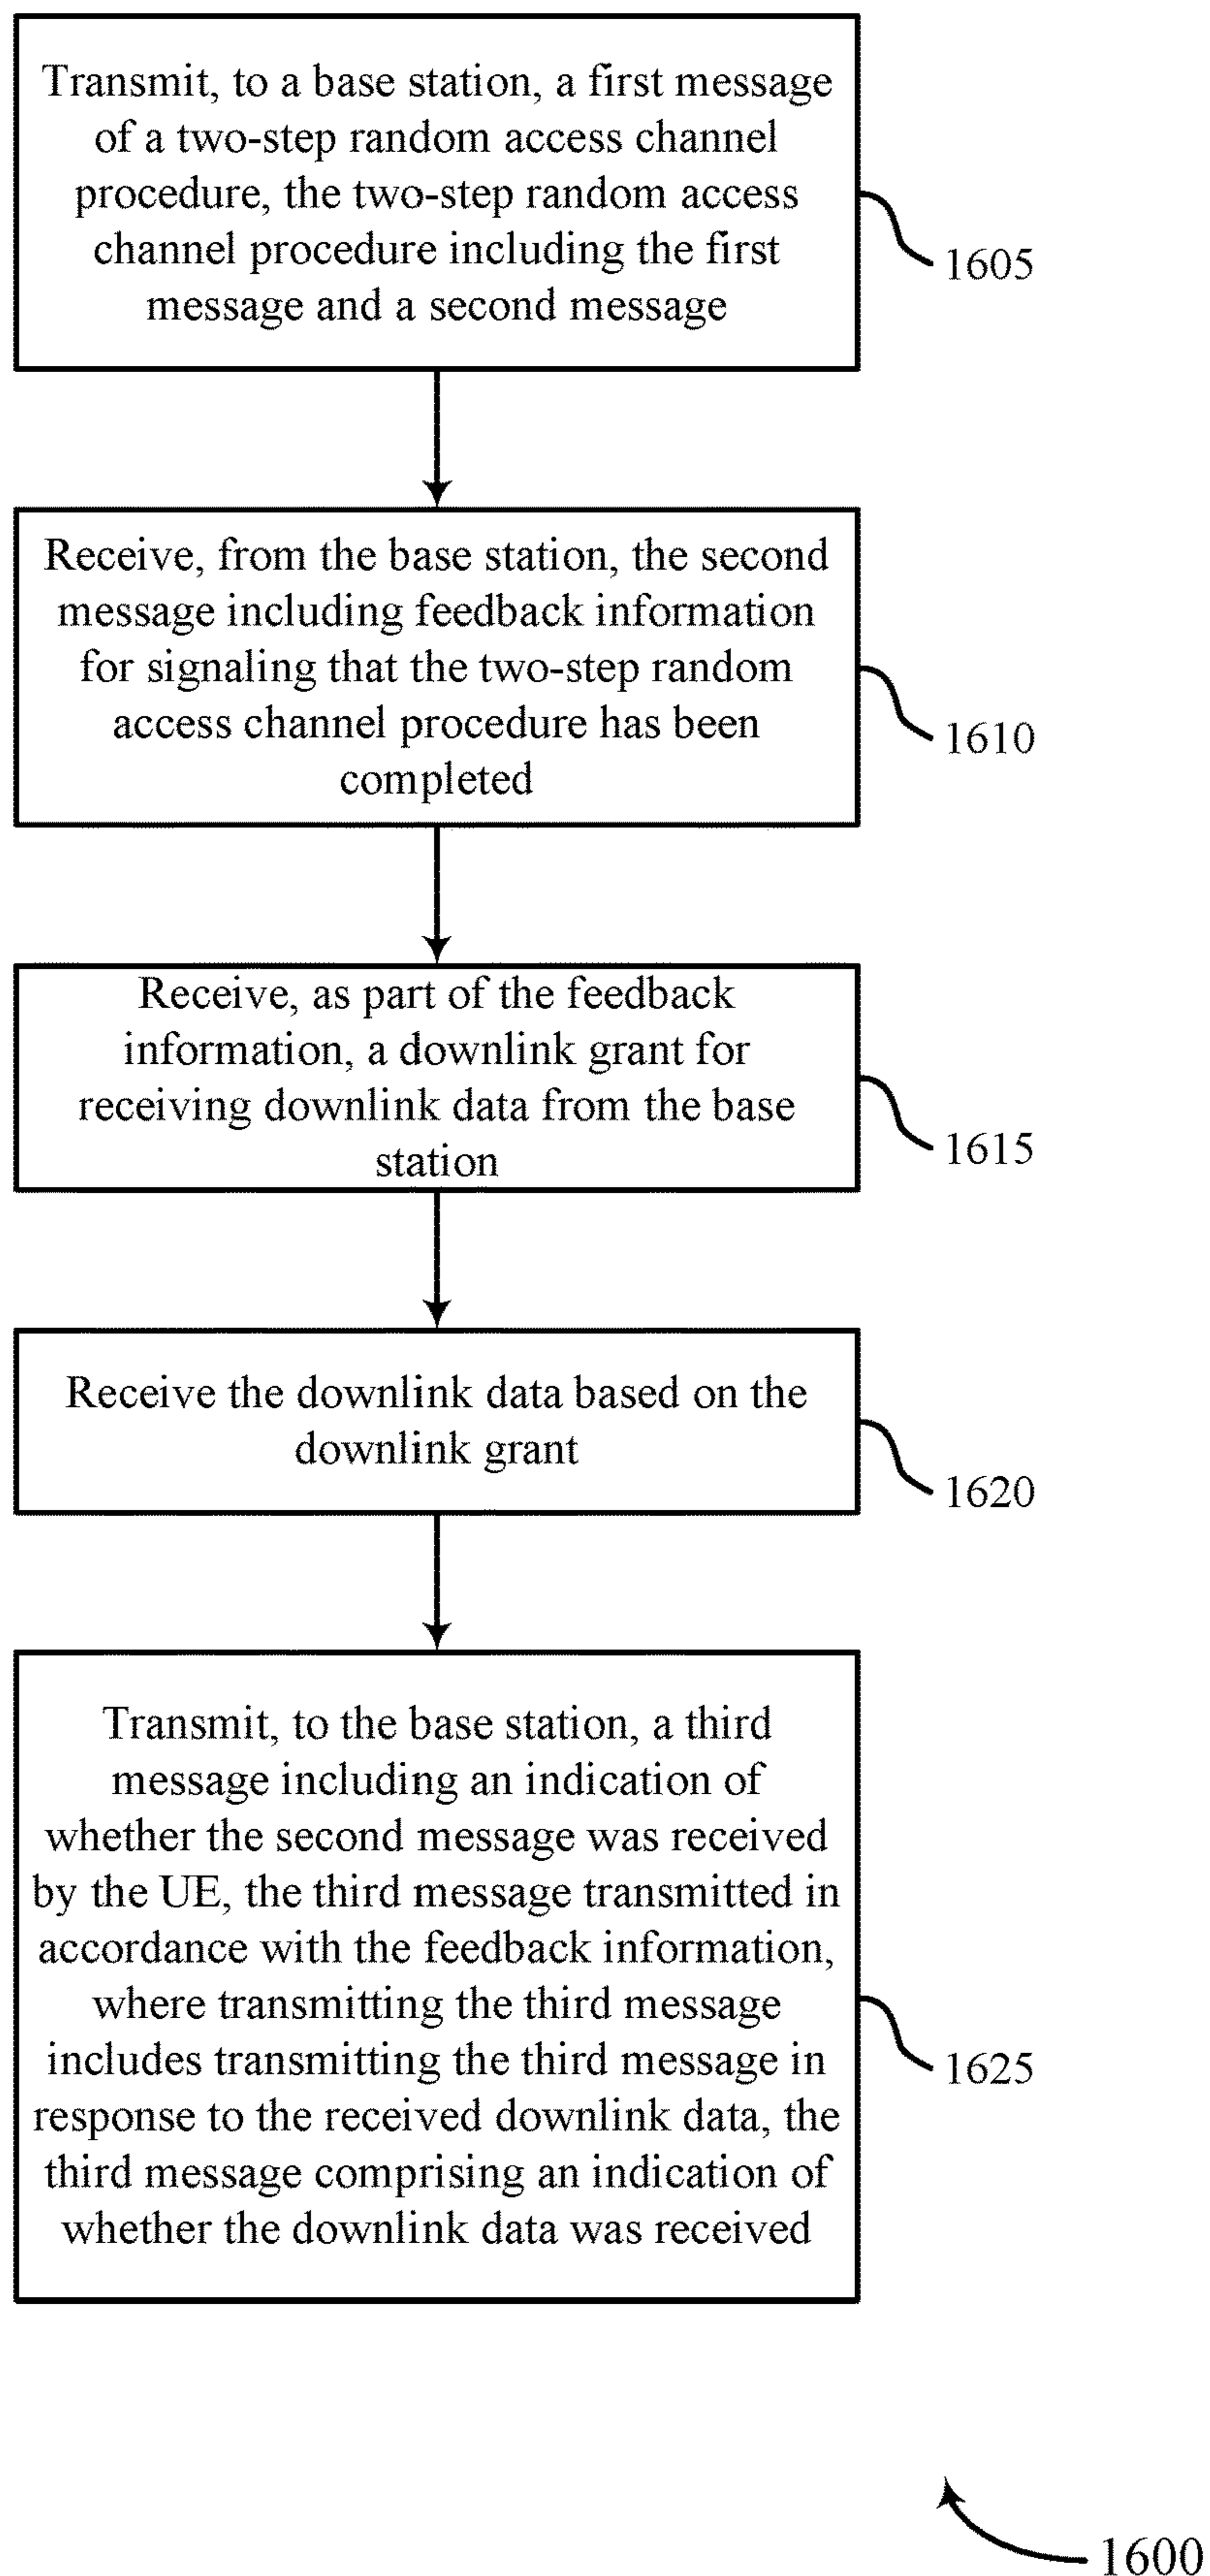 Transmit, to a base station, a first message
of a two-step random access channel
procedure, the two-step random access
channel procedure including the first
message and a second message
1605
Receive, from the base station, the second
message including feedback information
for signaling that the two-step random
access channel procedure has been
completed
1610
Receive, as part of the feedback
information, a downlink grant for
receiving downlink data from the base
station
1615
Receive the downlink data based on the
downlink grant
1620
Transmit, to the base station, a third
message including an indication of
whether the second message was received
by the UE, the third message transmitted in
accordance with the feedback information,
where transmitting the third message
includes transmitting the third message in
response to the received downlink data, the
third message comprising an indication of
whether the downlink data was received
1625
1600